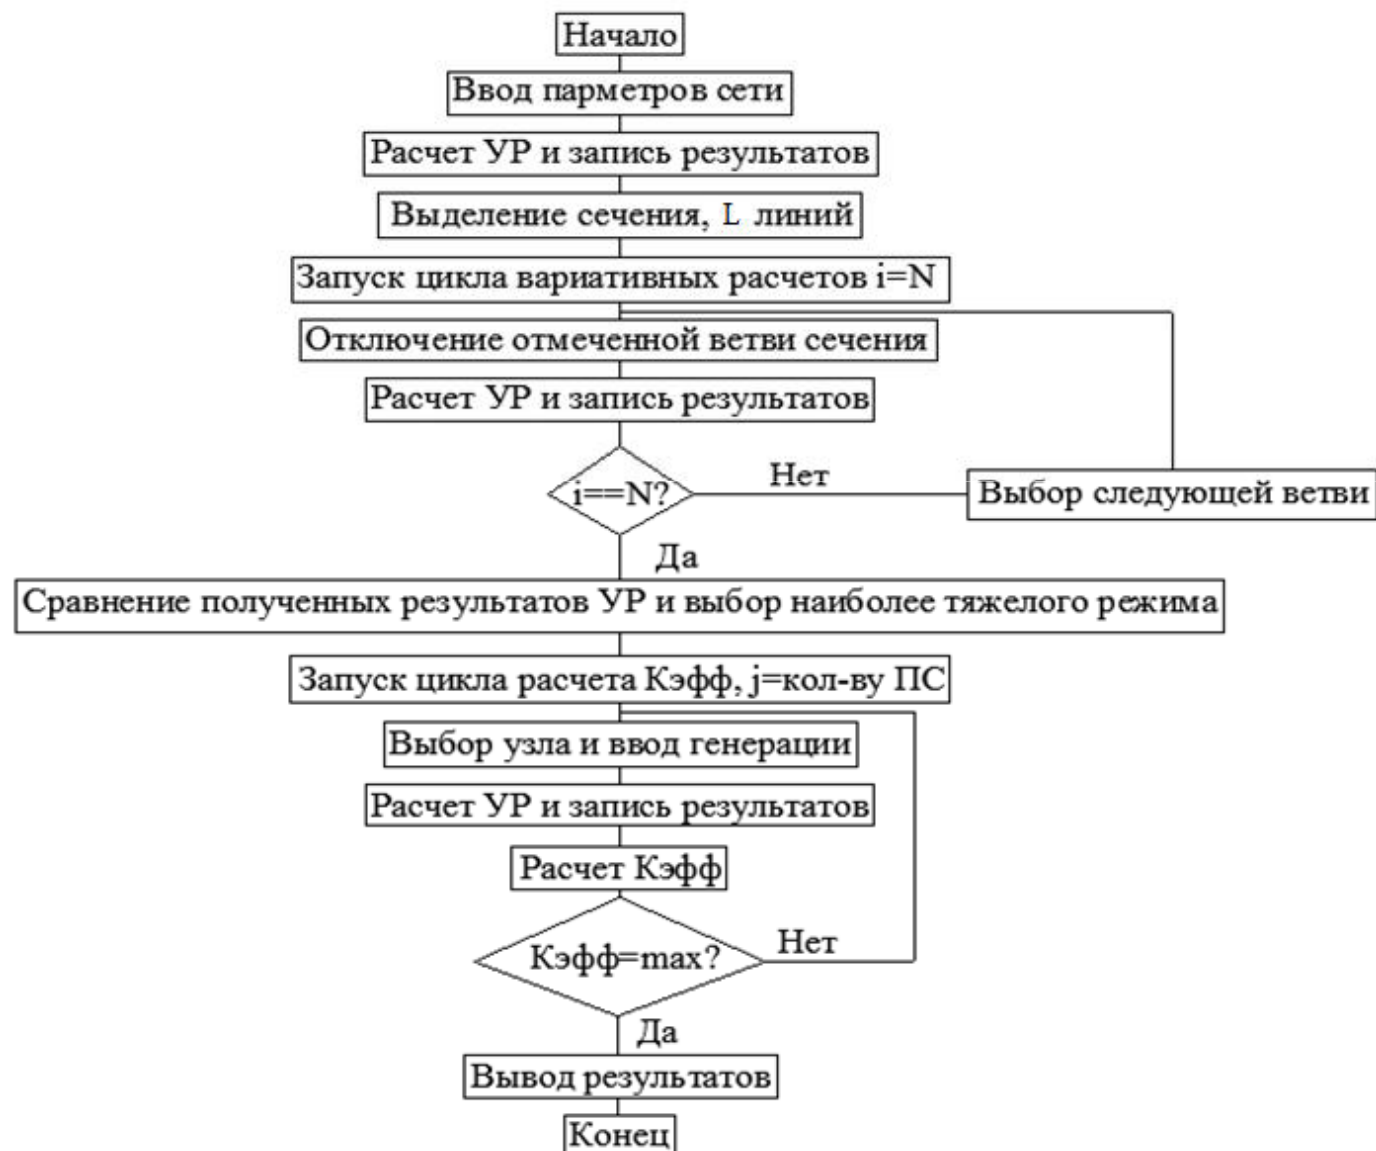 Начало
Ввод парметров сети
Расчет УР и запись результатов
Выделение сечения, L линий
Запуск цикла вариативных расчетов i=N
Отключение отмеченной ветви сечения
Расчет УР и запись результатов
i==N?
Нет
Выбор следующей ветви
Да
Сравнение полученных результатов УР и выбор наиболее тяжелого режима
Запуск цикла расчета Кэфф, j=кол-ву ПС
Выбор узла и ввод генерации
Расчет УР и запись результатов
Расчет Кэфф
Кэфф=max?
Нет
Да
Вывод результатов
Конец